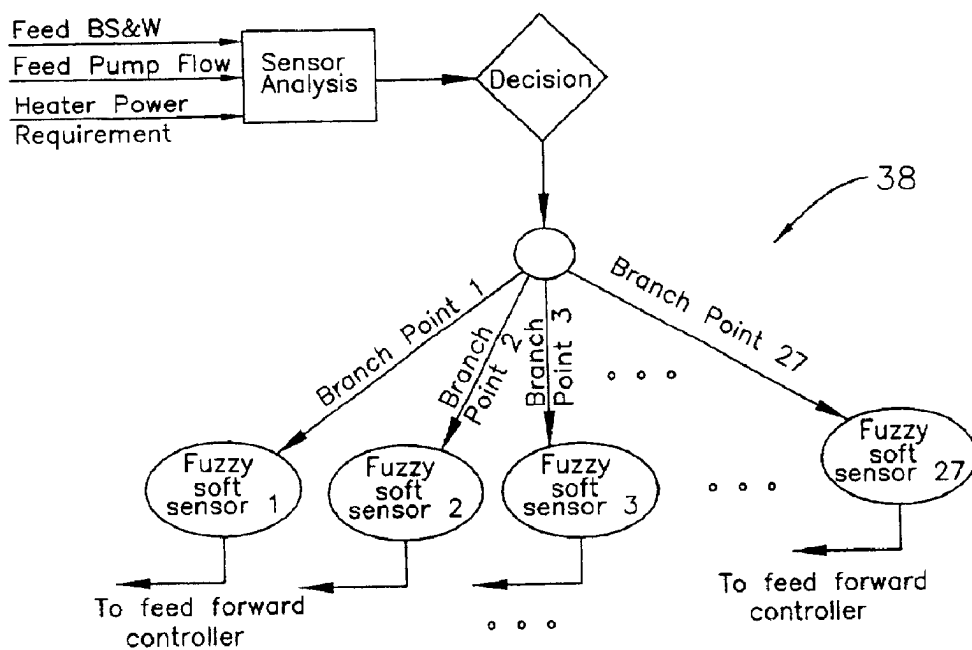 Feed BS&W
Feed Pump Flow
Heater Power
Requirement
Sensor
Analysis
Decision
38
Branch Point 1
Branch
Point 2
Branch
Point 3
Branch Point 27
Fuzzy
soft
sensor 1
Fuzzy
soft
sensor 2
Fuzzy
soft
sensor 3
Fuzzy soft
sensor 27
To feed forward
controller
To feed forward
controller